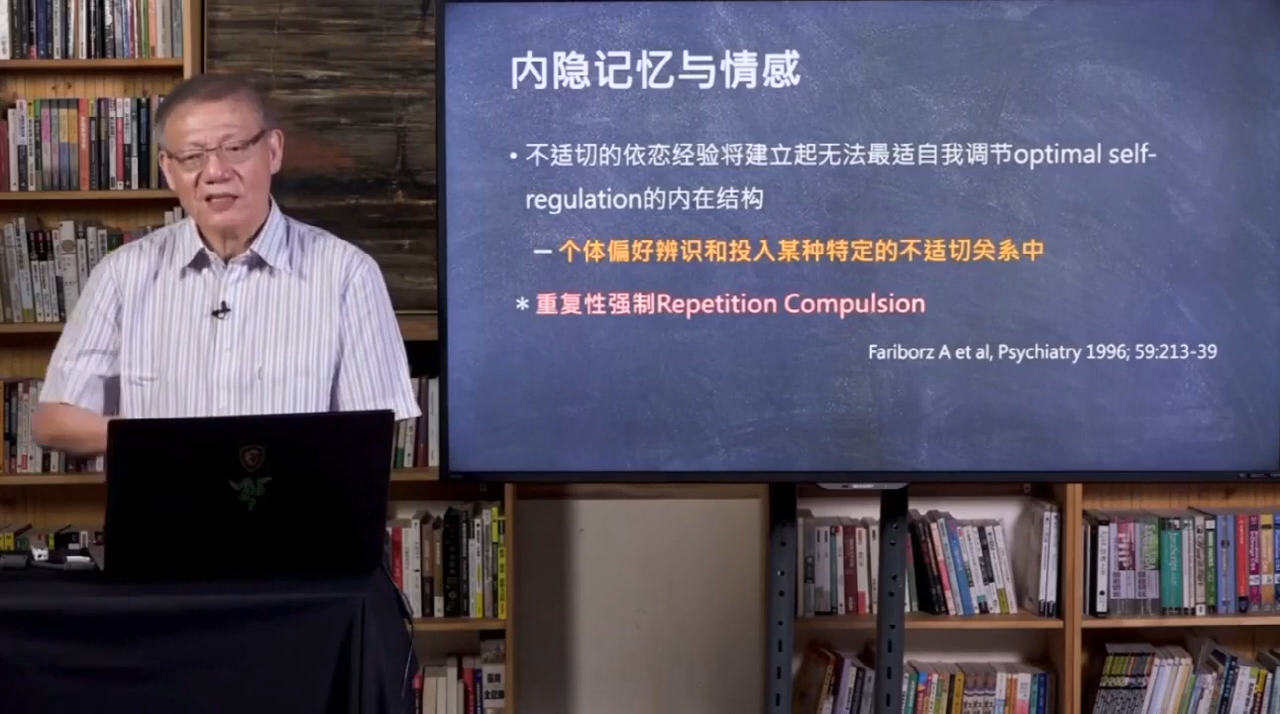 内隐记忆与情感
• 不适切的依恋经验将建立起无法最适自我调节optimal self-
regulation的内在结构
– 个体偏好辨识和投入某种特定的不适切关系中
* 重复性强制Repetition Compulsion
Fariborz A et al, Psychiatry 1996; 59:213-39